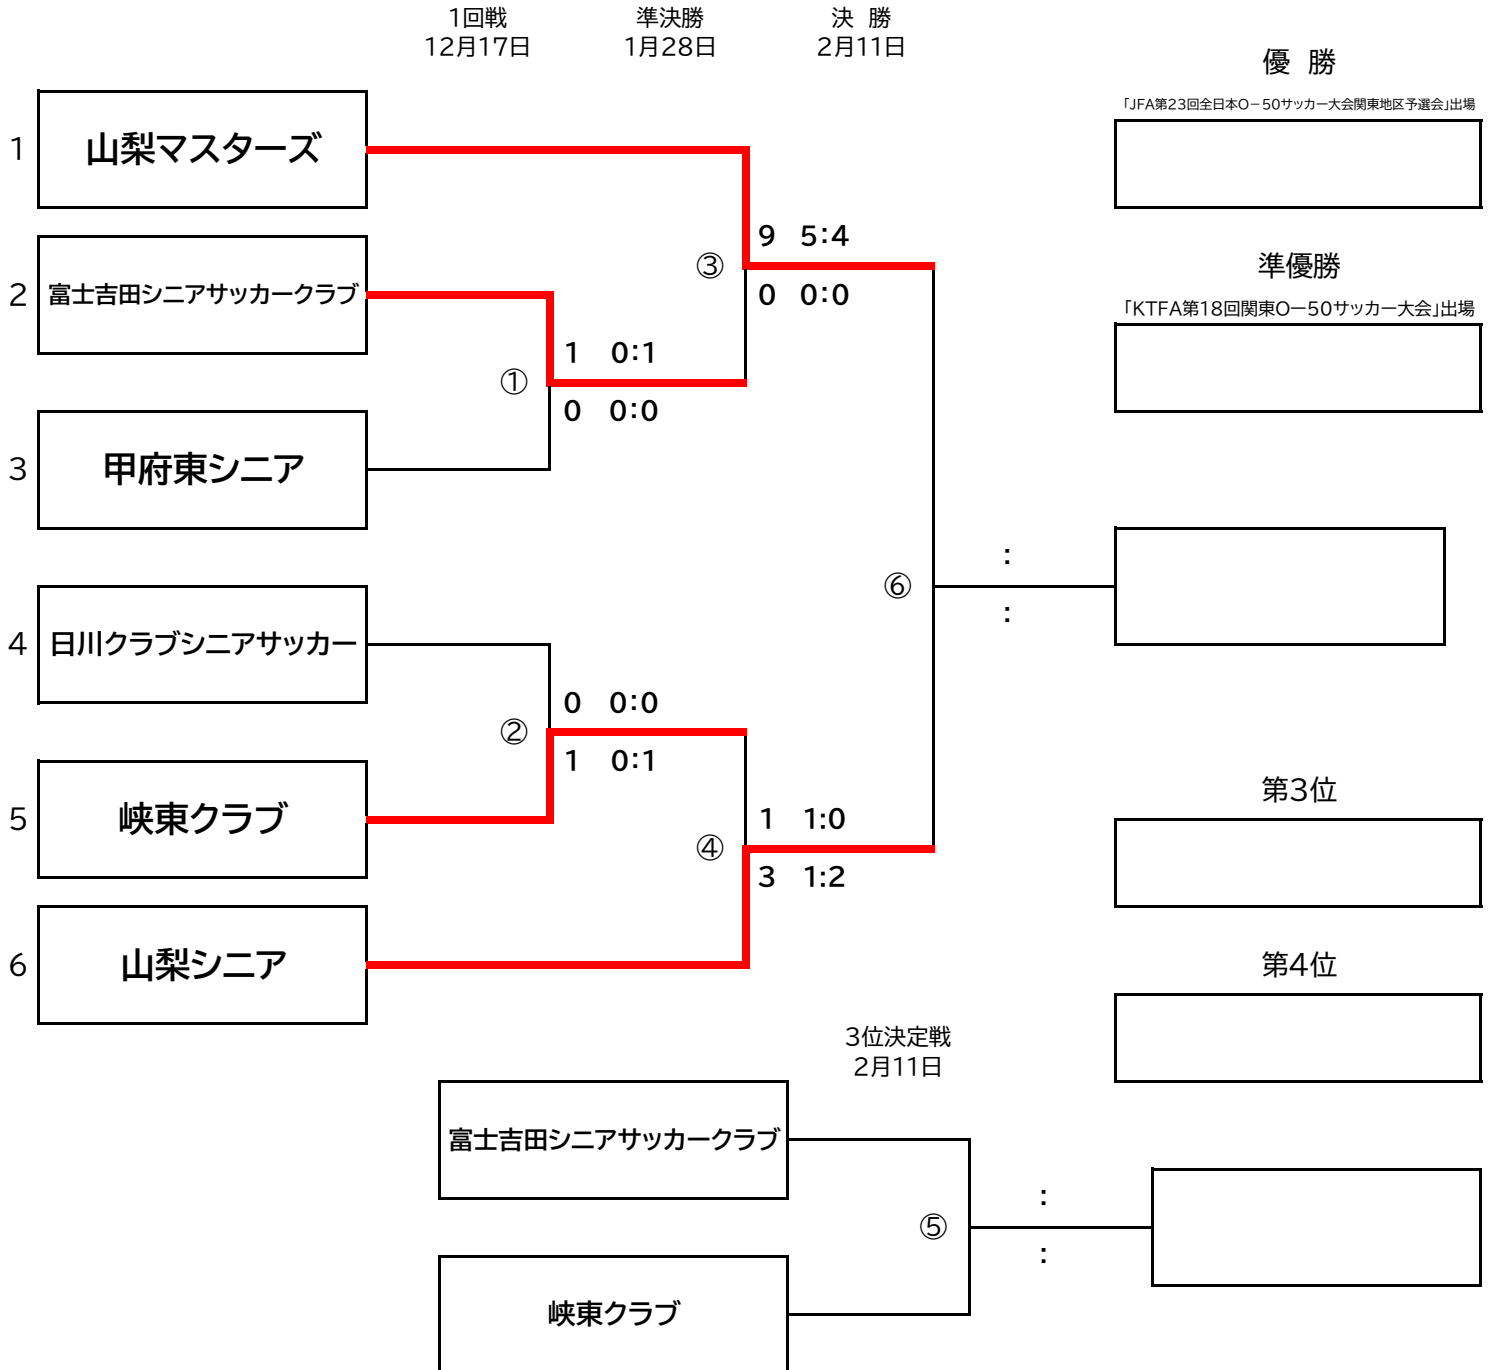 1回戦
12月17日
準決勝
1月28日
決 勝
2月11日
優 勝
「JFA第23回全日本O－50サッカー大会関東地区予選会」出場
1 山梨マスターズ
9 5:4
③
0 0:0
準優勝
「KTFA第18回関東O－50サッカー大会」出場
2 富士吉田シニアサッカークラブ
1 0:1
①
0 0:0
3 甲府東シニア
:
⑥
:
4 日川クラブシニアサッカー
0 0:0
②
1 0:1
5 峡東クラブ
1 1:0
④
3 1:2
第3位
6 山梨シニア
第4位
3位決定戦
2月11日
富士吉田シニアサッカークラブ
:
⑤
:
峡東クラブ